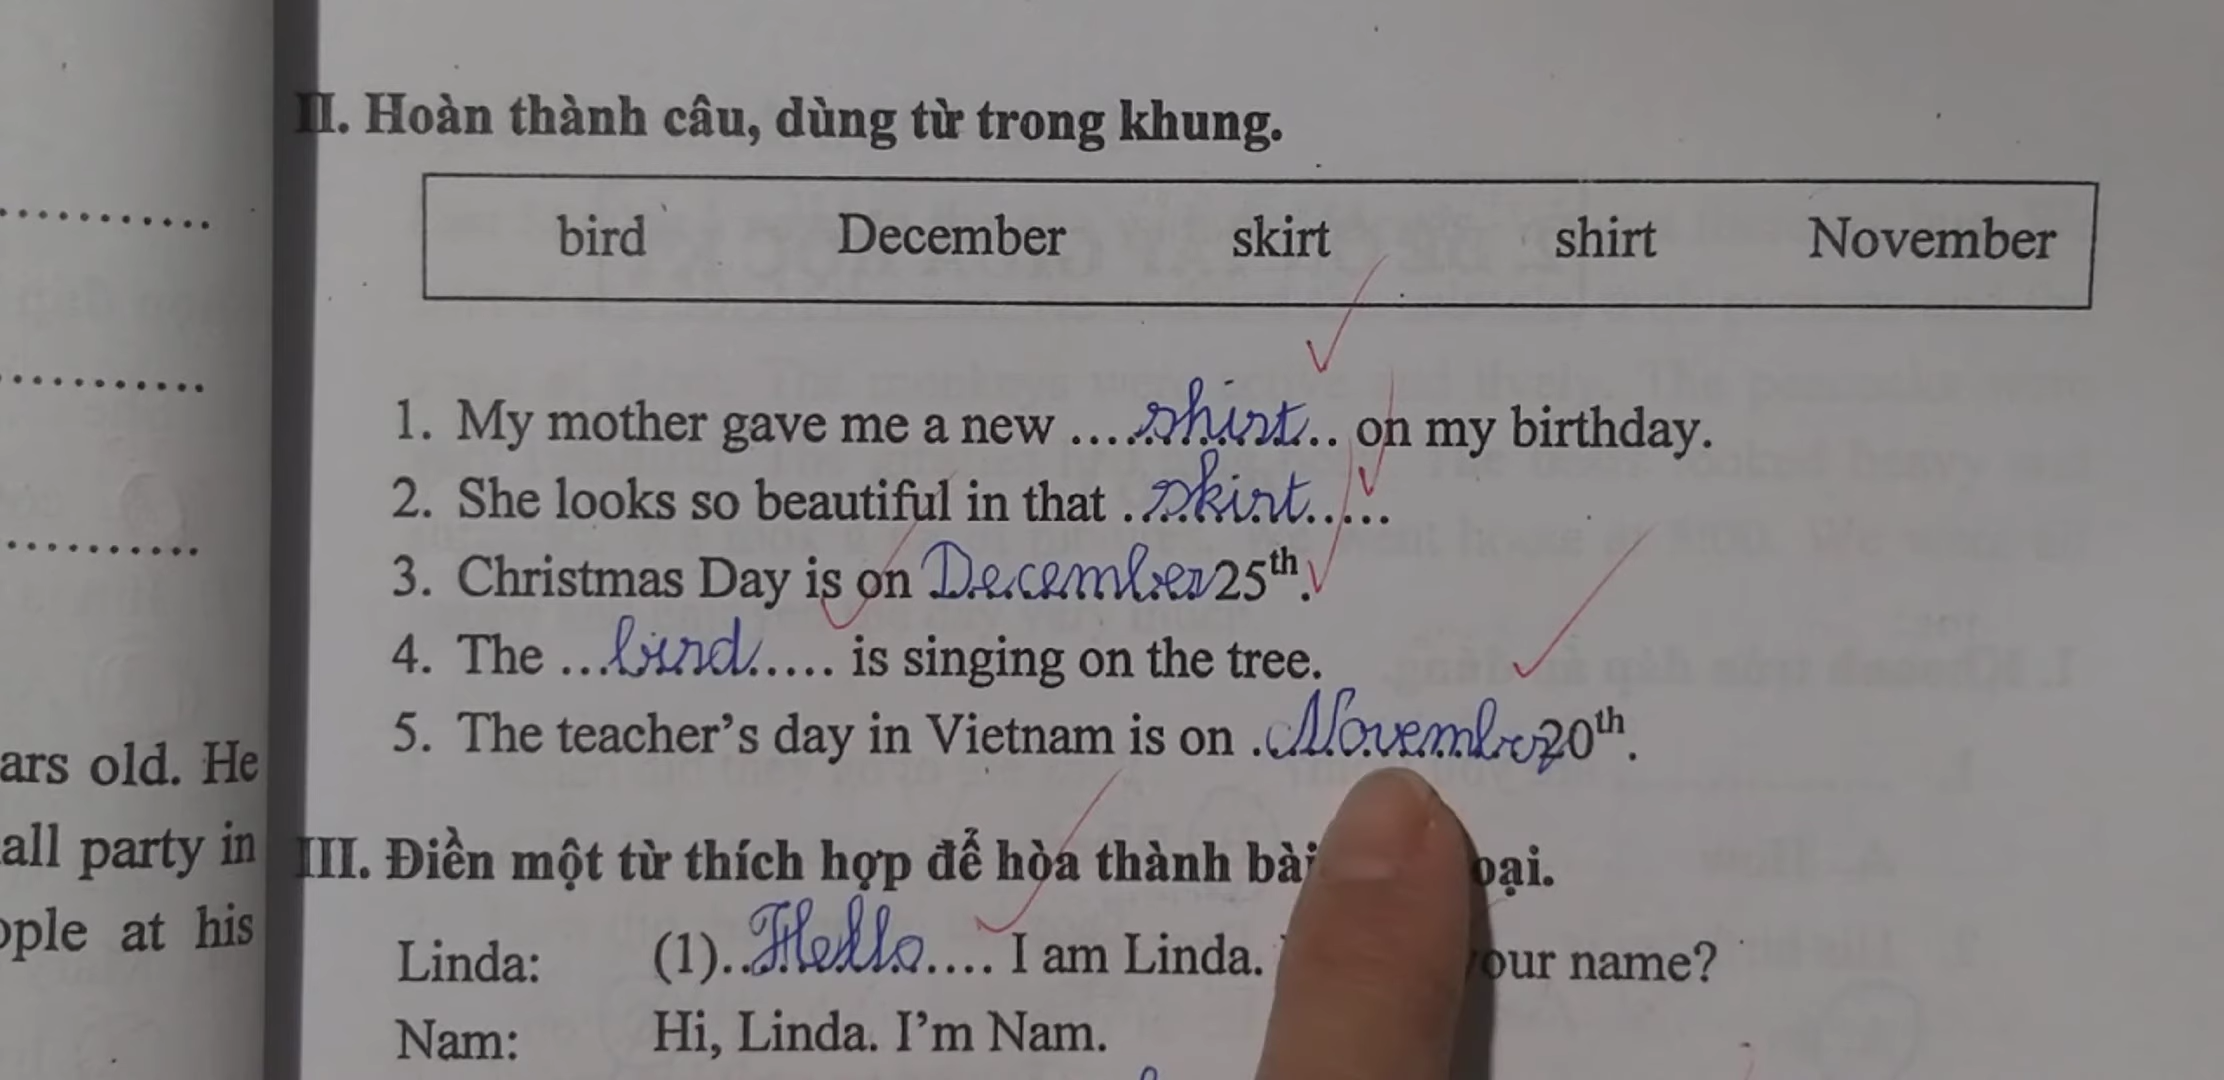 II. Hoàn thành câu, dùng từ trong khung.
bird December skirt shirt November
1. My mother gave me a new ....shirt.. on my birthday.
2. She looks so beautiful in that ..skirt.....
3. Christmas Day is on December 25th.
4. The ...bird..... is singing on the tree.
5. The teacher's day in Vietnam is on .November 20th.
ars old. He
all party in
ople at his
III. Điền một từ thích hợp để hòa thành bài oại.
Linda: (1)..Hello.... I am Linda. our name?
Nam: Hi, Linda. I'm Nam.